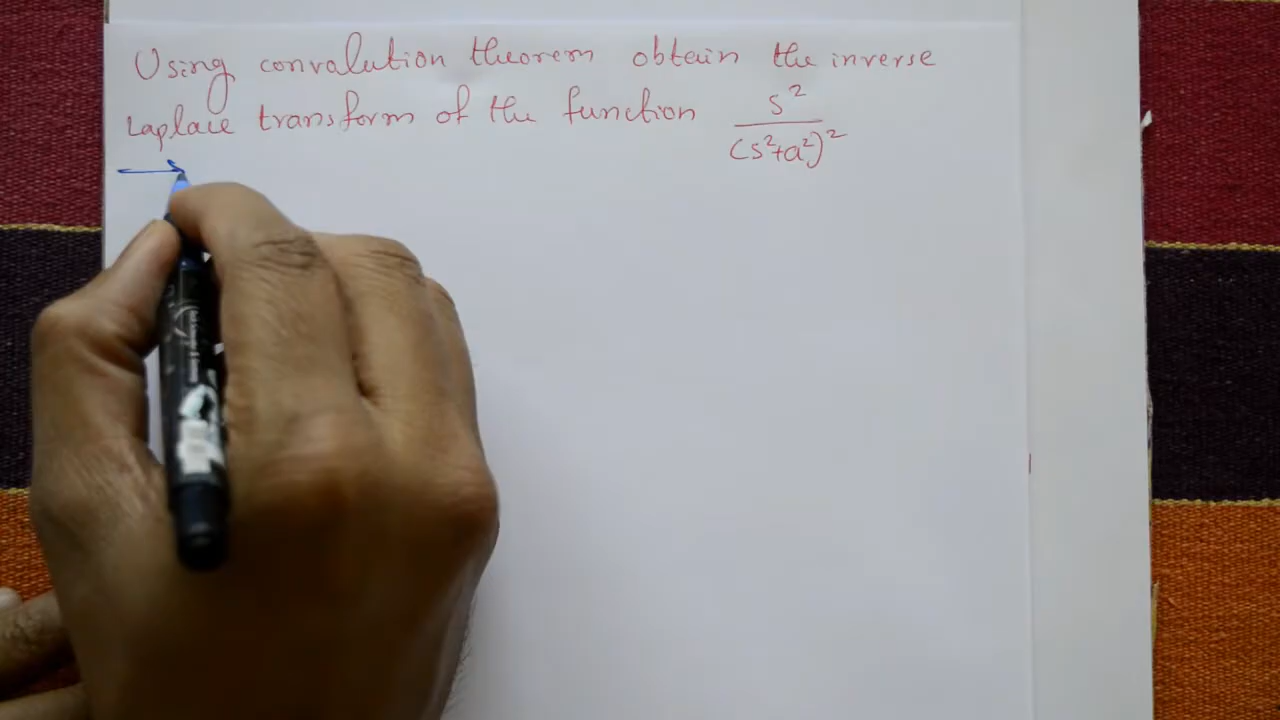 Using convalution theorem obtain the inverse
Laplace transform of the function s²/(s²+a²)²